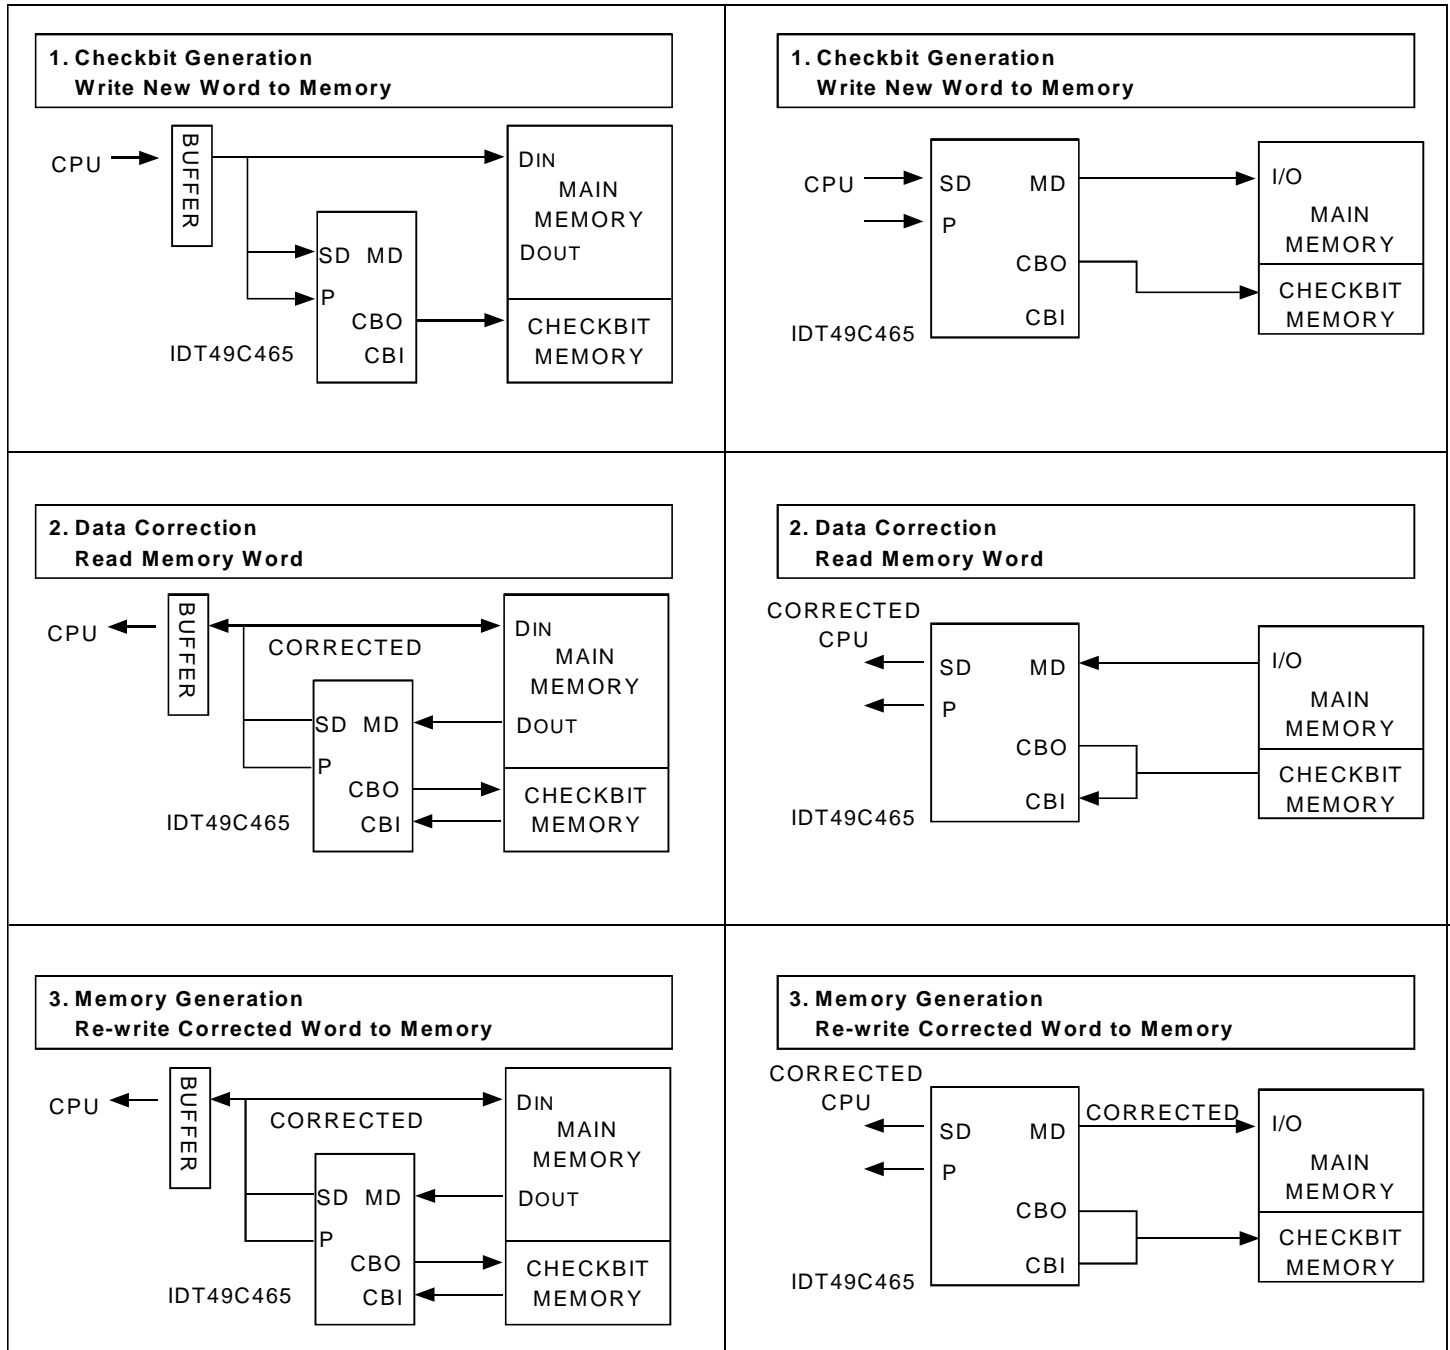 1. Checkbit Generation
Write New Word to Memory
CPU
BUFFER
DIN
MAIN
MEMORY
DOUT
SD MD
P
CBO
CBI
CHECKBIT
MEMORY
IDT49C465
1. Checkbit Generation
Write New Word to Memory
CPU
SD MD
P
CBO
CBI
I/O
MAIN
MEMORY
CHECKBIT
MEMORY
IDT49C465
2. Data Correction
Read Memory Word
CPU
BUFFER
CORRECTED
DIN
MAIN
MEMORY
DOUT
SD MD
P
CBO
CBI
CHECKBIT
MEMORY
IDT49C465
2. Data Correction
Read Memory Word
CORRECTED
CPU
SD MD
P
CBO
CBI
I/O
MAIN
MEMORY
CHECKBIT
MEMORY
IDT49C465
3. Memory Generation
Re-write Corrected Word to Memory
CPU
BUFFER
CORRECTED
DIN
MAIN
MEMORY
DOUT
SD MD
P
CBO
CBI
CHECKBIT
MEMORY
IDT49C465
3. Memory Generation
Re-write Corrected Word to Memory
CORRECTED
CPU
SD MD
P
CBO
CBI
CORRECTED
I/O
MAIN
MEMORY
CHECKBIT
MEMORY
IDT49C465